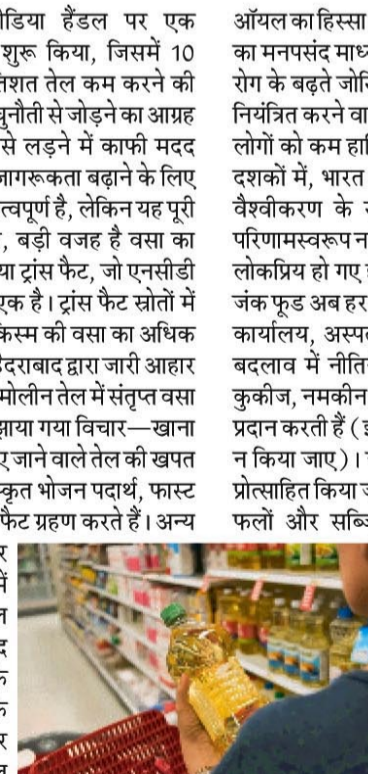 डिया हैंडल पर एक
शुरू किया, जिसमें 10
तिशत तेल कम करने की
चुनौती से जोड़ने का आग्रह
से लड़ने में काफी मदद
जागरूकता बढ़ाने के लिए
त्वपूर्ण है, लेकिन यह पूरी
, बड़ी वजह है वसा का
या ट्रांस फैट, जो एनसीडी
एक है। ट्रांस फैट स्रोतों में
किस्म की वसा का अधिक
हैदराबाद द्वारा जारी आहार
मोलीन तेल में संतृप्त वसा
झाया गया विचार—खाना
ए जाने वाले तेल की खपत
स्कृत भोजन पदार्थ, फास्ट
फैट ग्रहण करते हैं। अन्य
र
में
द
र
ऑयल का हिस्सा
का मनपसंद माध्य
रोग के बढ़ते जोखि
नियंत्रित करने वा
लोगों को कम हानि
दशकों में, भारत
वैश्वीकरण के
परिणामस्वरूप न
लोकप्रिय हो गए
जंक फूड अब हर
कार्यालय, अस्पत
बदलाव में नीति
कुकीज, नमकीन
प्रदान करती हैं (इ
न किया जाए)।
प्रोत्साहित किया ज
फलों और सब्जि